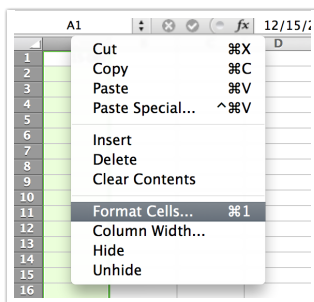 A1 fx 12/15/2
D
1
2
3
4
5
6
7
8
9
10
11
12
13
14
15
16
Cut ⌘X
Copy ⌘C
Paste ⌘V
Paste Special... ^⌘V
Insert
Delete
Clear Contents
Format Cells... ⌘1
Column Width...
Hide
Unhide